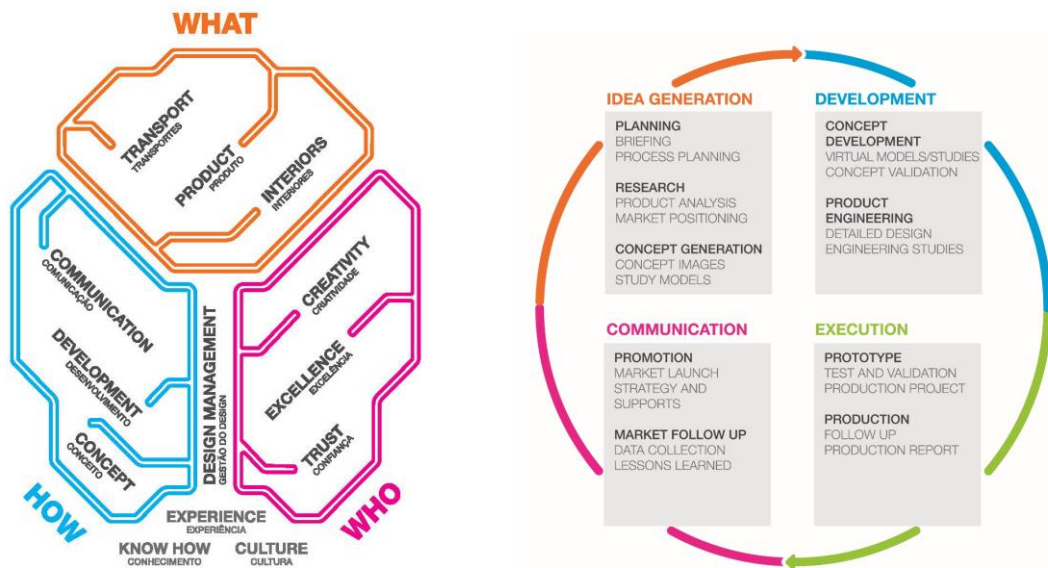 WHAT
TRANSPORT
TRANSPORTES
PRODUCT
PRODUTO
INTERIORS
INTERIORES
COMMUNICATION
COMUNICAÇÃO
DEVELOPMENT
DESENVOLVIMENTO
CONCEPT
CONCEITO
HOW
DESIGN MANAGEMENT
GESTÃO DO DESIGN
CREATIVITY
CRIATIVIDADE
EXCELLENCE
EXCELÊNCIA
TRUST
CONFIANÇA
WHO
EXPERIENCE
EXPERIÊNCIA
KNOW HOW
CONHECIMENTO
CULTURE
CULTURA
IDEA GENERATION
PLANNING
BRIEFING
PROCESS PLANNING
RESEARCH
PRODUCT ANALYSIS
MARKET POSITIONING
CONCEPT GENERATION
CONCEPT IMAGES
STUDY MODELS
DEVELOPMENT
CONCEPT
DEVELOPMENT
VIRTUAL MODELS/STUDIES
CONCEPT VALIDATION
PRODUCT
ENGINEERING
DETAILED DESIGN
ENGINEERING STUDIES
COMMUNICATION
PROMOTION
MARKET LAUNCH
STRATEGY AND
SUPPORTS
MARKET FOLLOW UP
DATA COLLECTION
LESSONS LEARNED
EXECUTION
PROTOTYPE
TEST AND VALIDATION
PRODUCTION PROJECT
PRODUCTION
FOLLOW UP
PRODUCTION REPORT